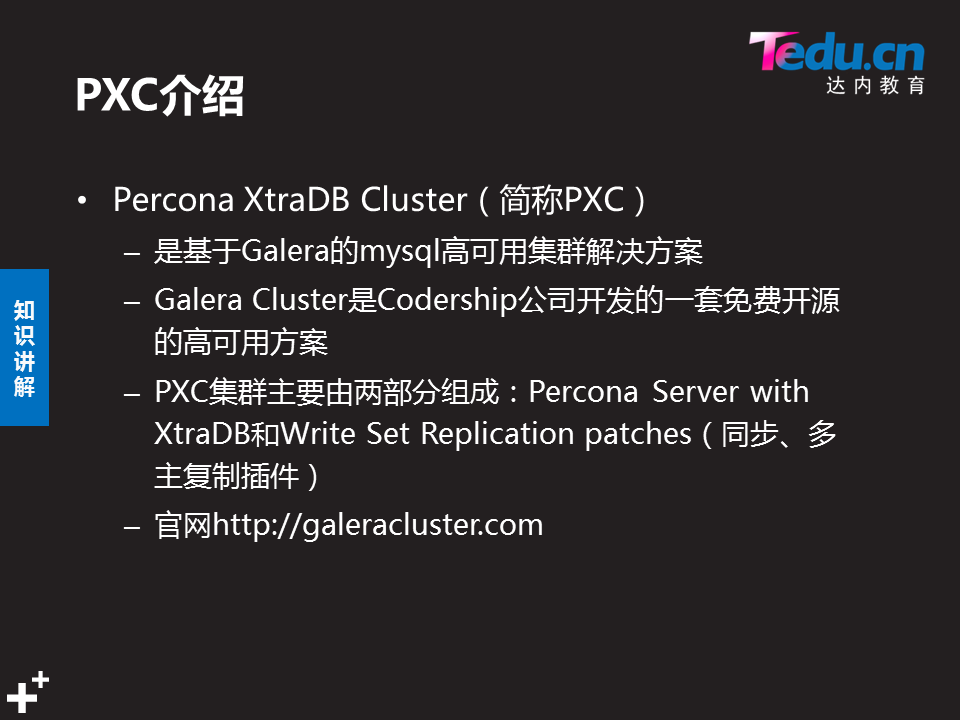 Tedu.cn
达内教育
PXC介绍
• Percona XtraDB Cluster（简称PXC）
– 是基于Galera的mysql高可用集群解决方案
– Galera Cluster是Codership公司开发的一套免费开源
的高可用方案
– PXC集群主要由两部分组成：Percona Server with
XtraDB和Write Set Replication patches（同步、多
主复制插件）
– 官网http://galeracluster.com
知
识
讲
解